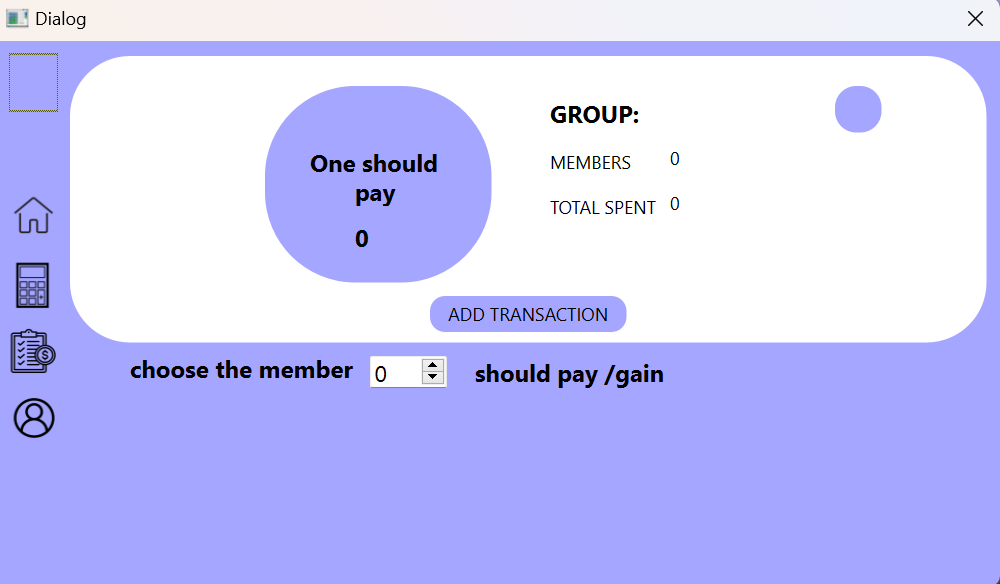 Dialog
One should
pay
0
GROUP:
MEMBERS 0
TOTAL SPENT 0
ADD TRANSACTION
choose the member 0 should pay /gain